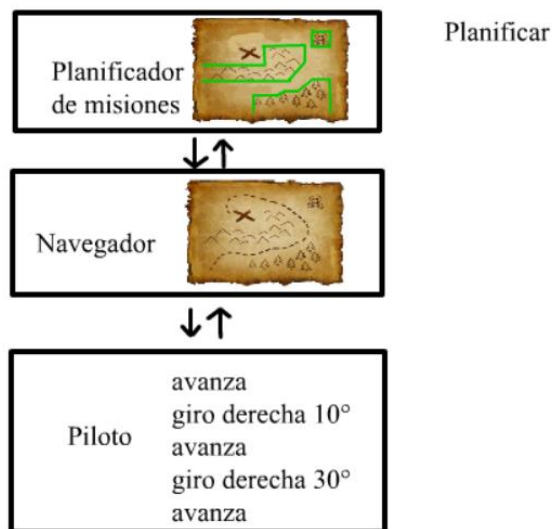 Planificar
Planificador
de misiones
Navegador
Piloto
avanza
giro derecha 10°
avanza
giro derecha 30°
avanza